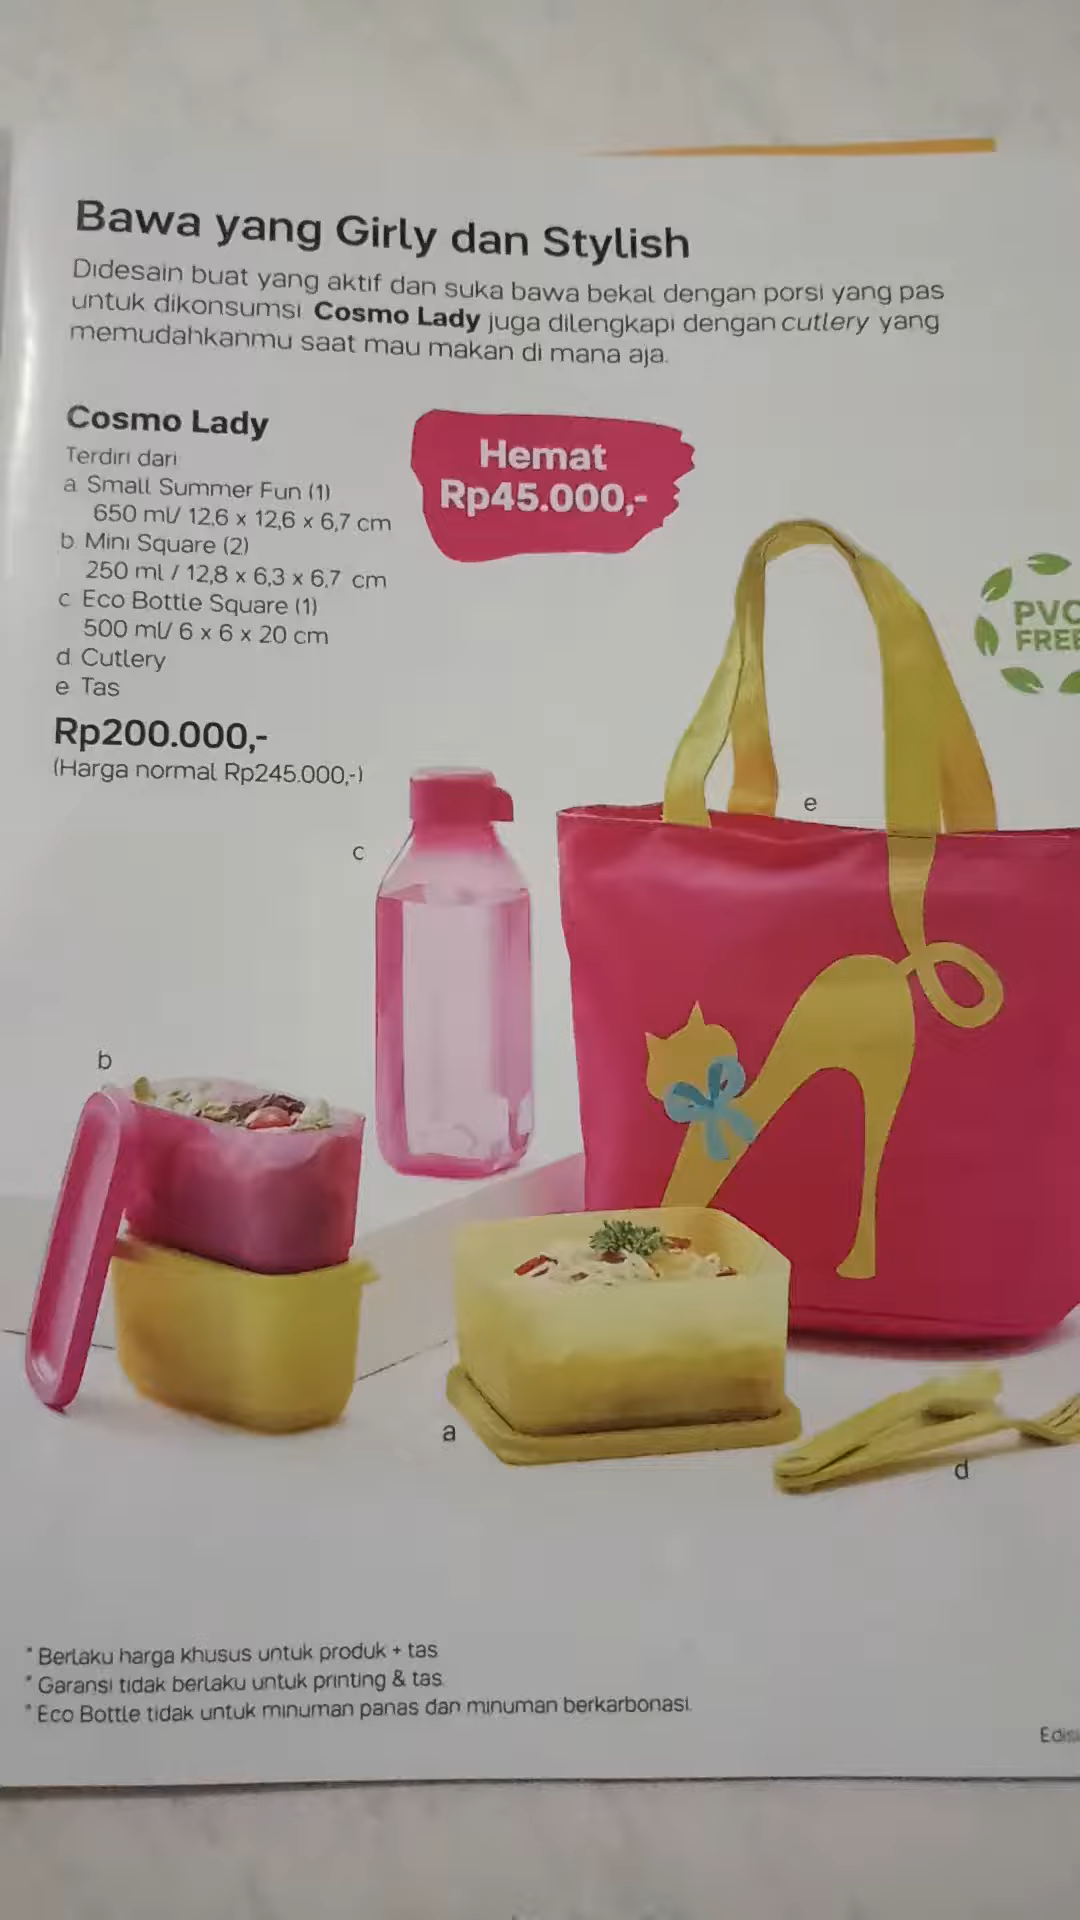 Bawa yang Girly dan Stylish
Didesain buat yang aktif dan suka bawa bekal dengan porsi yang pas
untuk dikonsumsi Cosmo Lady juga dilengkapi dengan cutlery yang
memudahkanmu saat mau makan di mana aja.
Cosmo Lady
Terdiri dari
a Small Summer Fun (1)
650 ml/ 12,6 x 12,6 x 6,7 cm
b. Mini Square (2)
250 ml / 12,8 x 6,3 x 6,7 cm
c Eco Bottle Square (1)
500 ml/ 6 x 6 x 20 cm
d. Cutlery
e Tas
Rp200.000,-
(Harga normal Rp245.000,-)
Hemat
Rp45.000,-
PVC
FREE
e
c
b
a
d
* Berlaku harga khusus untuk produk + tas
* Garansi tidak berlaku untuk printing & tas.
* Eco Bottle tidak untuk minuman panas dan minuman berkarbonasi.